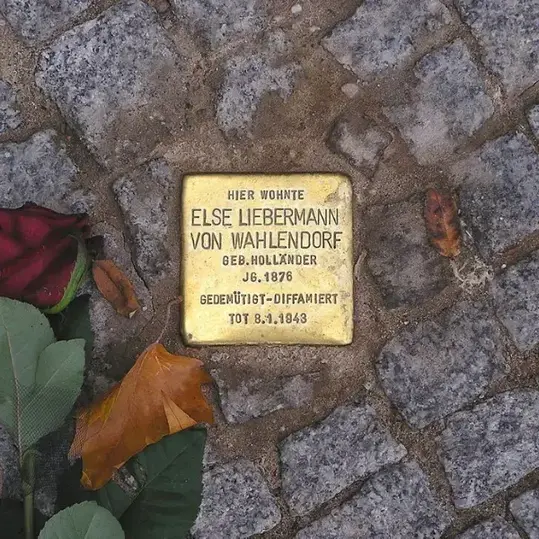 HIER WOHNTE
ELSE LIEBERMANN
VON WAHLENDORF
GEB. HOLLÄNDER
JG. 1876
GEDEMÜTIGT-DIFFAMIERT
TOT 8.1.1943